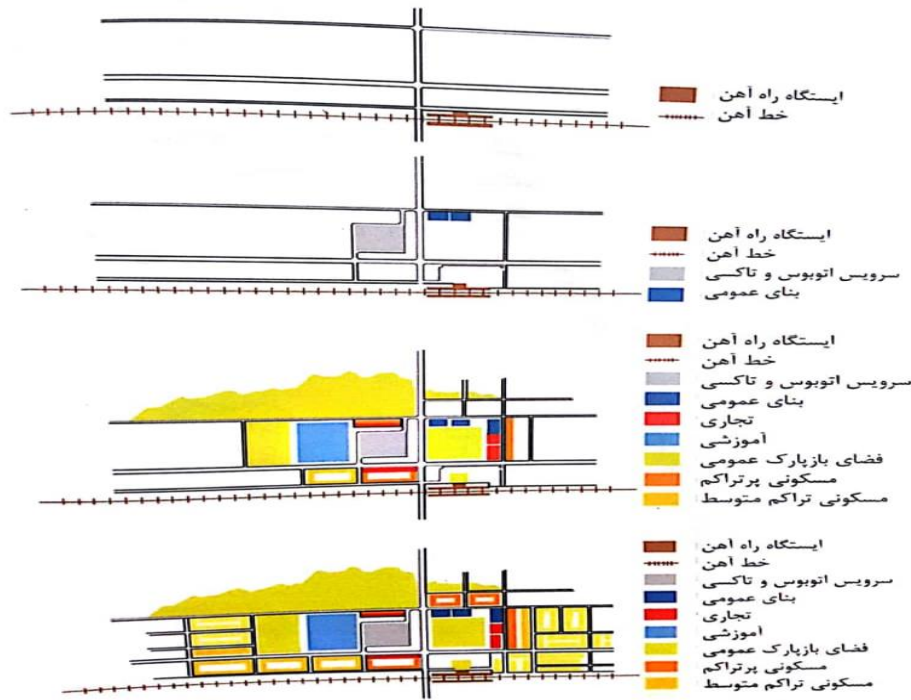 ایستگاه راه آهن
خط آهن
ایستگاه راه آهن
خط آهن
سرویس اتوبوس و تاکسی
بنای عمومی
ایستگاه راه آهن
خط آهن
سرویس اتوبوس و تاکسی
بنای عمومی
تجاری
آموزشی
فضای بازپارک عمومی
مسکونی پرتراکم
مسکونی تراکم متوسط
ایستگاه راه آهن
خط آهن
سرویس اتوبوس و تاکسی
بنای عمومی
تجاری
آموزشی
فضای بازپارک عمومی
مسکونی پرتراکم
مسکونی تراکم متوسط